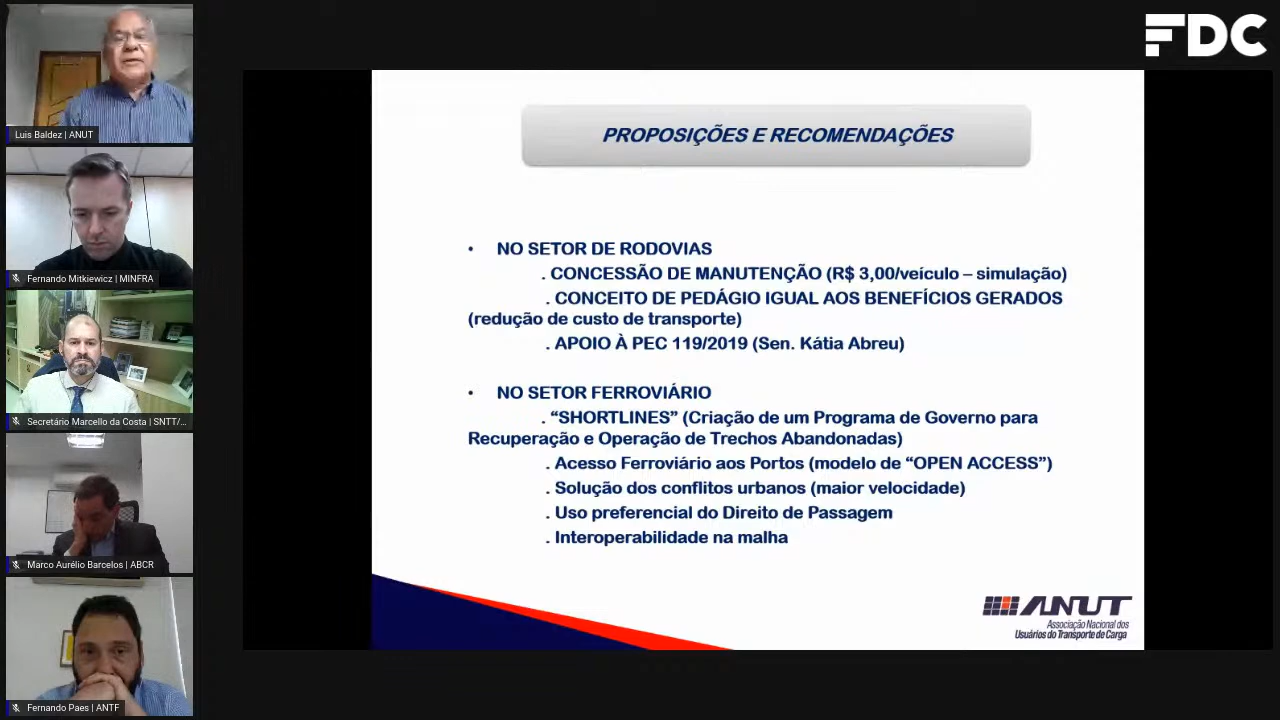 FDC
Luis Baldez | ANUT
Fernando Mitkiewicz | MINFRA
Secretário Marcello da Costa | SNTT/...
Marco Aurélio Barcelos | ABCR
Fernando Paes | ANTF
PROPOSIÇÕES E RECOMENDAÇÕES
• NO SETOR DE RODOVIAS
. CONCESSÃO DE MANUTENÇÃO (R$ 3,00/veículo – simulação)
. CONCEITO DE PEDÁGIO IGUAL AOS BENEFÍCIOS GERADOS
(redução de custo de transporte)
. APOIO À PEC 119/2019 (Sen. Kátia Abreu)
• NO SETOR FERROVIÁRIO
. “SHORTLINES” (Criação de um Programa de Governo para
Recuperação e Operação de Trechos Abandonadas)
. Acesso Ferroviário aos Portos (modelo de “OPEN ACCESS”)
. Solução dos conflitos urbanos (maior velocidade)
. Uso preferencial do Direito de Passagem
. Interoperabilidade na malha
ANUT
Associação Nacional dos
Usuários do Transporte de Carga